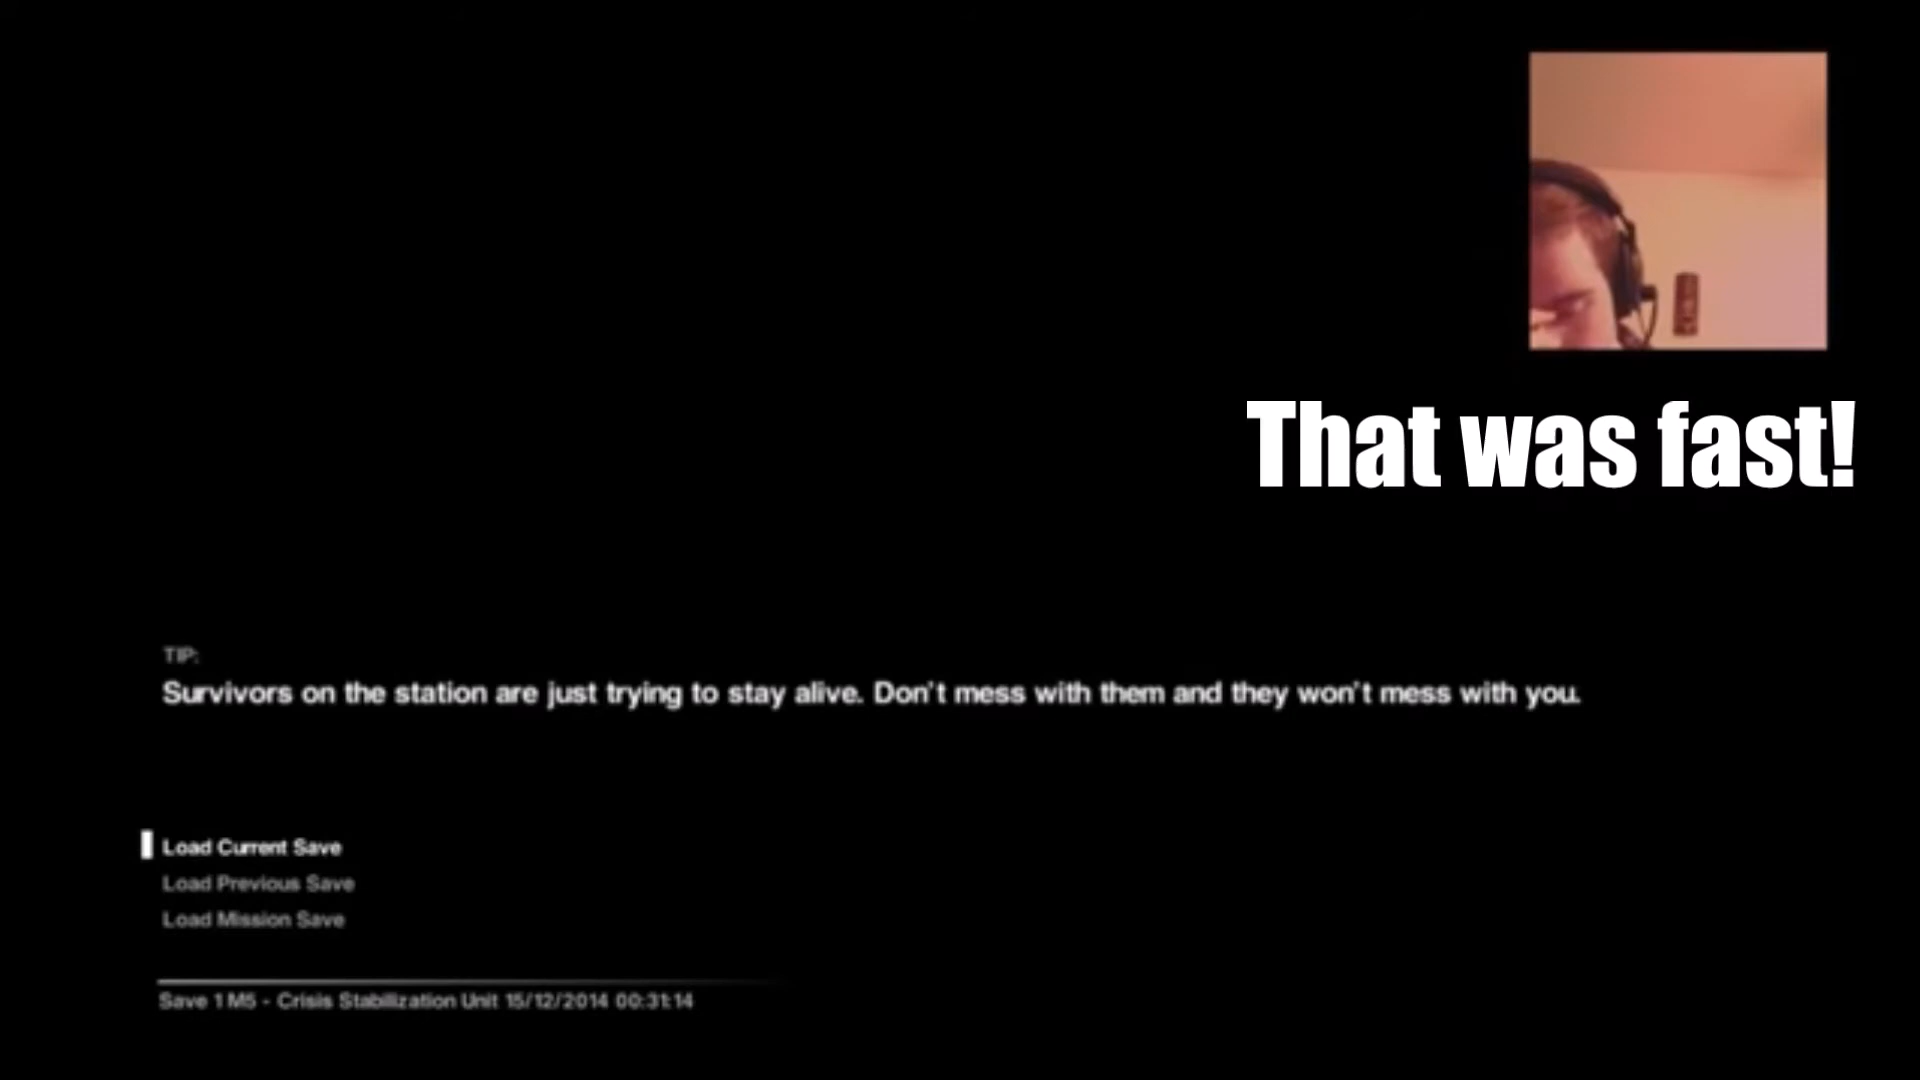 That was fast!
TIP:
Survivors on the station are just trying to stay alive. Don't mess with them and they won't mess with you.
Load Current Save
Load Previous Save
Load Mission Save
Save 1 M5 - Crisis Stabilization Unit 15/12/2014 00:31:14